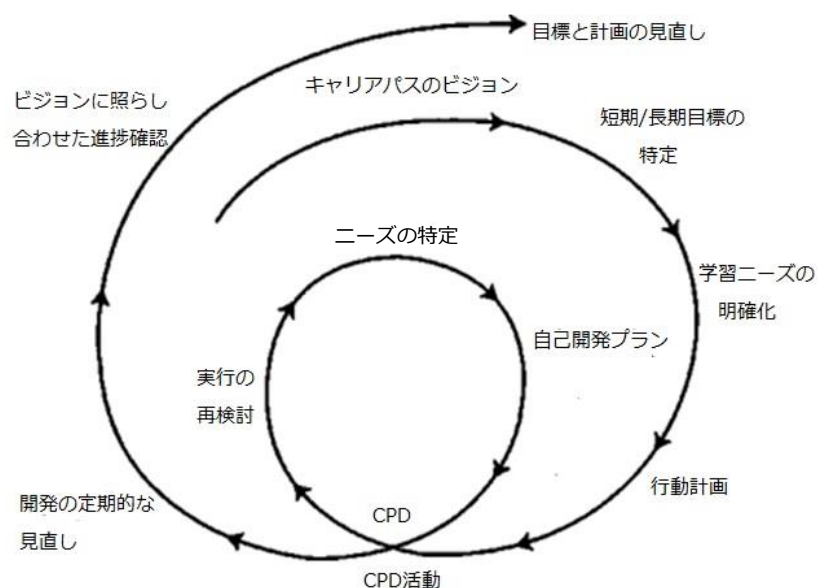 目標と計画の見直し
キャリアパスのビジョン
ビジョンに照らし
合わせた進捗確認
短期/長期目標の
特定
ニーズの特定
学習ニーズの
明確化
自己開発プラン
実行の
再検討
行動計画
開発の定期的な
見直し
CPD
CPD活動